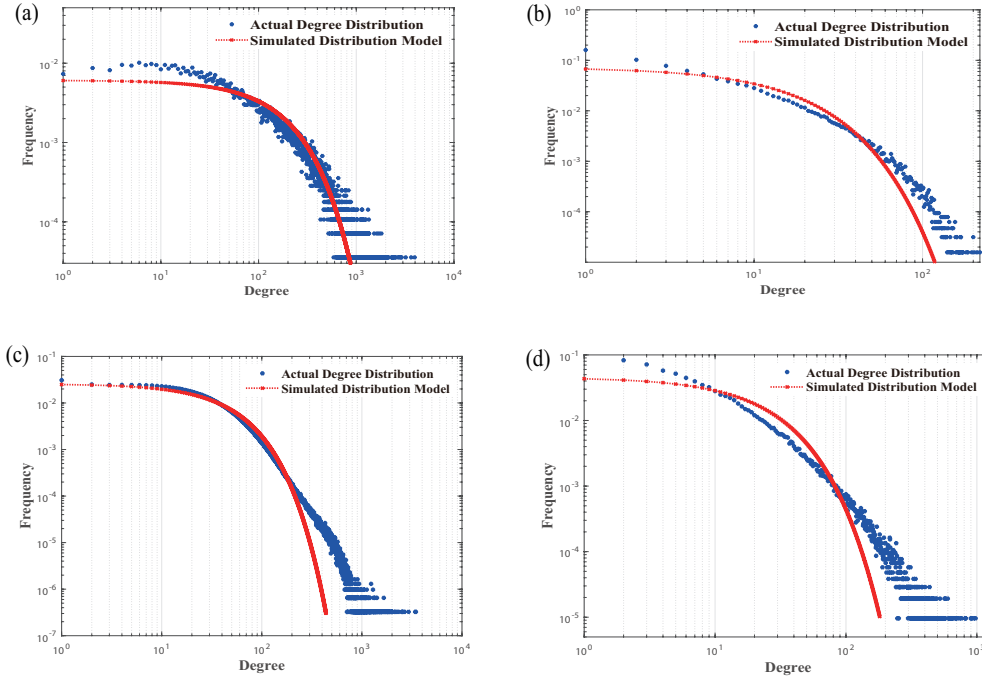 (a)
Actual Degree Distribution
Simulated Distribution Model
Frequency
10^-2
10^-3
10^-4
10^0
10^1
10^2
10^3
10^4
Degree
(b)
Actual Degree Distribution
Simulated Distribution Model
Frequency
10^0
10^-1
10^-2
10^-3
10^-4
10^0
10^1
10^2
Degree
(c)
Actual Degree Distribution
Simulated Distribution Model
Frequency
10^-1
10^-2
10^-3
10^-4
10^-5
10^-6
10^-7
10^0
10^1
10^2
10^3
10^4
Degree
(d)
Actual Degree Distribution
Simulated Distribution Model
Frequency
10^-1
10^-2
10^-3
10^-4
10^-5
10^0
10^1
10^2
10^3
Degree